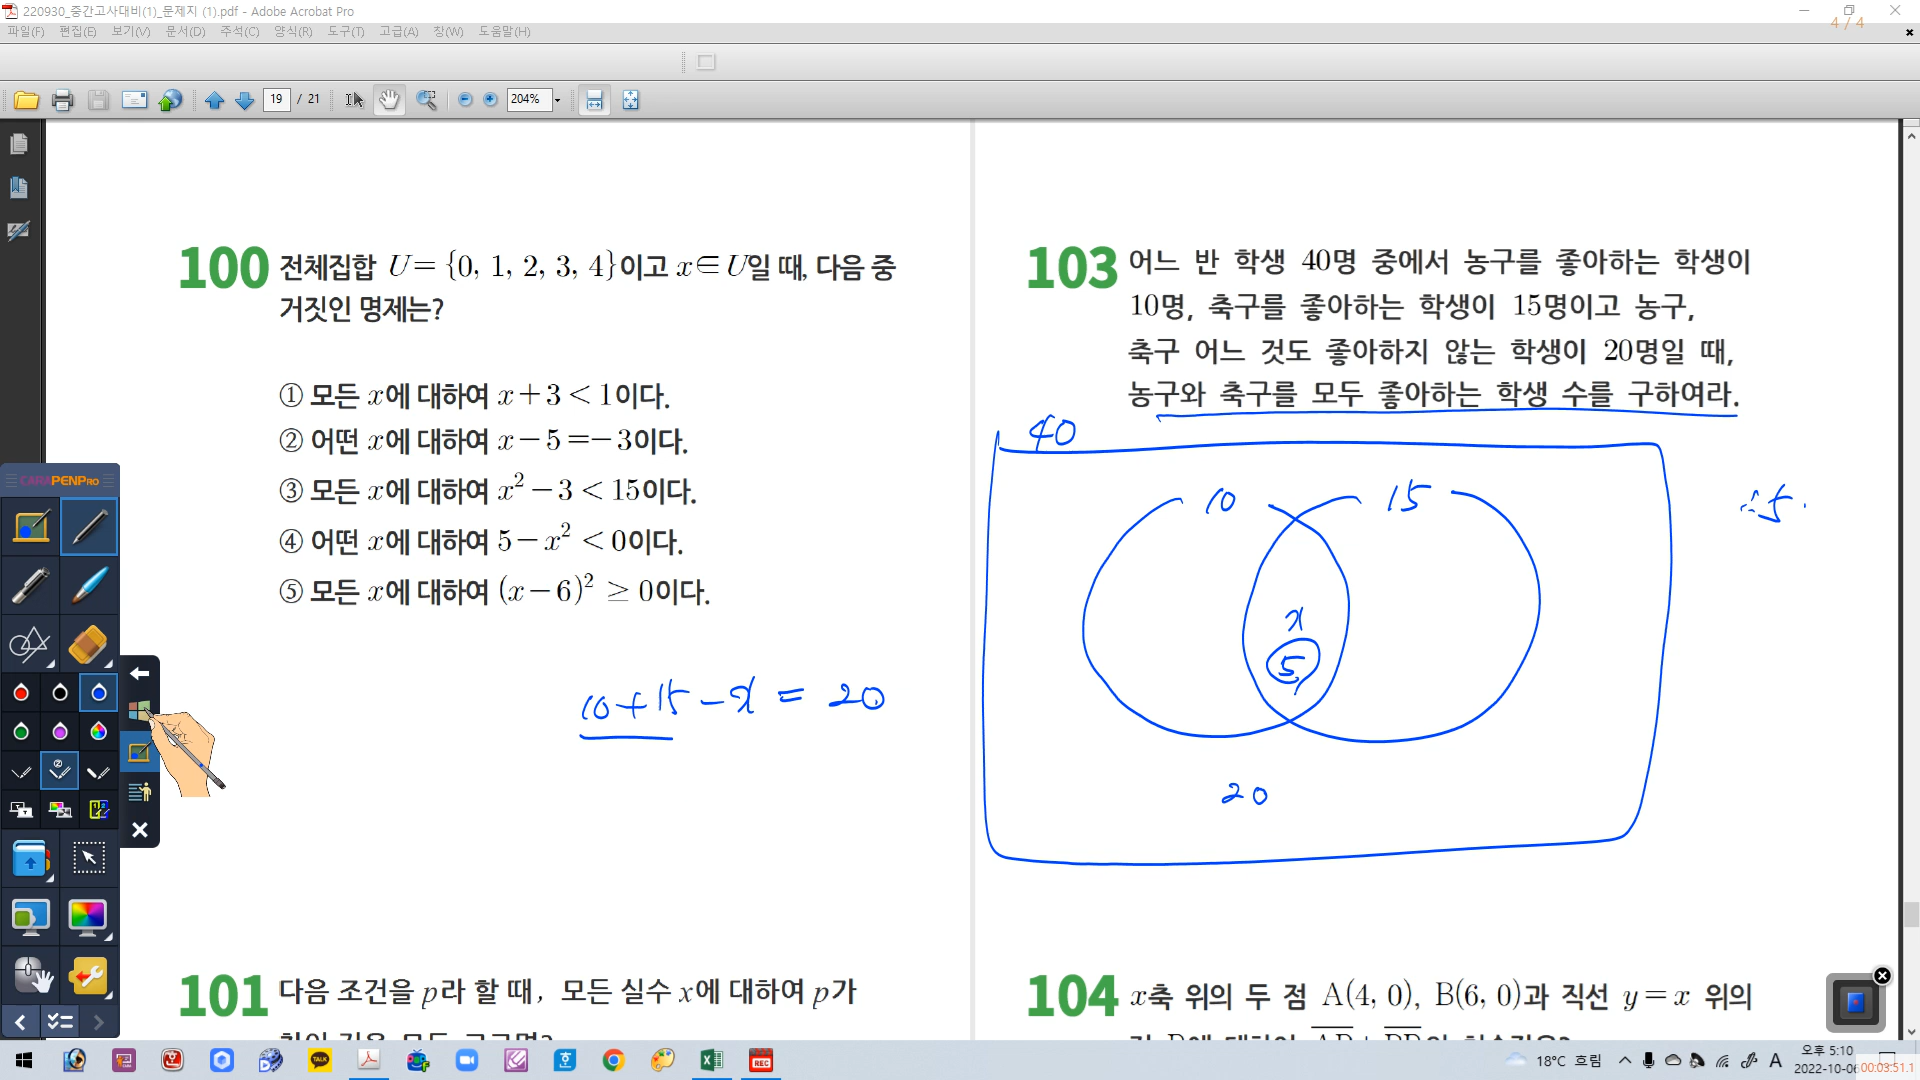 220930_중간고사대비(1)_문제지 (1).pdf - Adobe Acrobat Pro
4 / 4
파일(F) 편집(E) 보기(V) 문서(D) 주석(C) 양식(R) 도구(T) 고급(A) 창(W) 도움말(H)
19 / 21 204%
100 전체집합 U= {0, 1, 2, 3, 4}이고 x∈U일 때, 다음 중
거짓인 명제는?
① 모든 x에 대하여 x+3<1이다.
② 어떤 x에 대하여 x-5=-3이다.
③ 모든 x에 대하여 x²-3<15이다.
④ 어떤 x에 대하여 5-x²<0이다.
⑤ 모든 x에 대하여 (x-6)²≥0이다.
10+15-x = 20
101 다음 조건을 p라 할 때, 모든 실수 x에 대하여 p가
103 어느 반 학생 40명 중에서 농구를 좋아하는 학생이
10명, 축구를 좋아하는 학생이 15명이고 농구,
축구 어느 것도 좋아하지 않는 학생이 20명일 때,
농구와 축구를 모두 좋아하는 학생 수를 구하여라.
40
10 15
∴5.
x
5
20
104 x축 위의 두 점 A(4, 0), B(6, 0)과 직선 y=x 위의
CARAPENPRO
TALK
REC
18°C 흐림
A
오후 5:10
2022-10-06
00:03:51.1